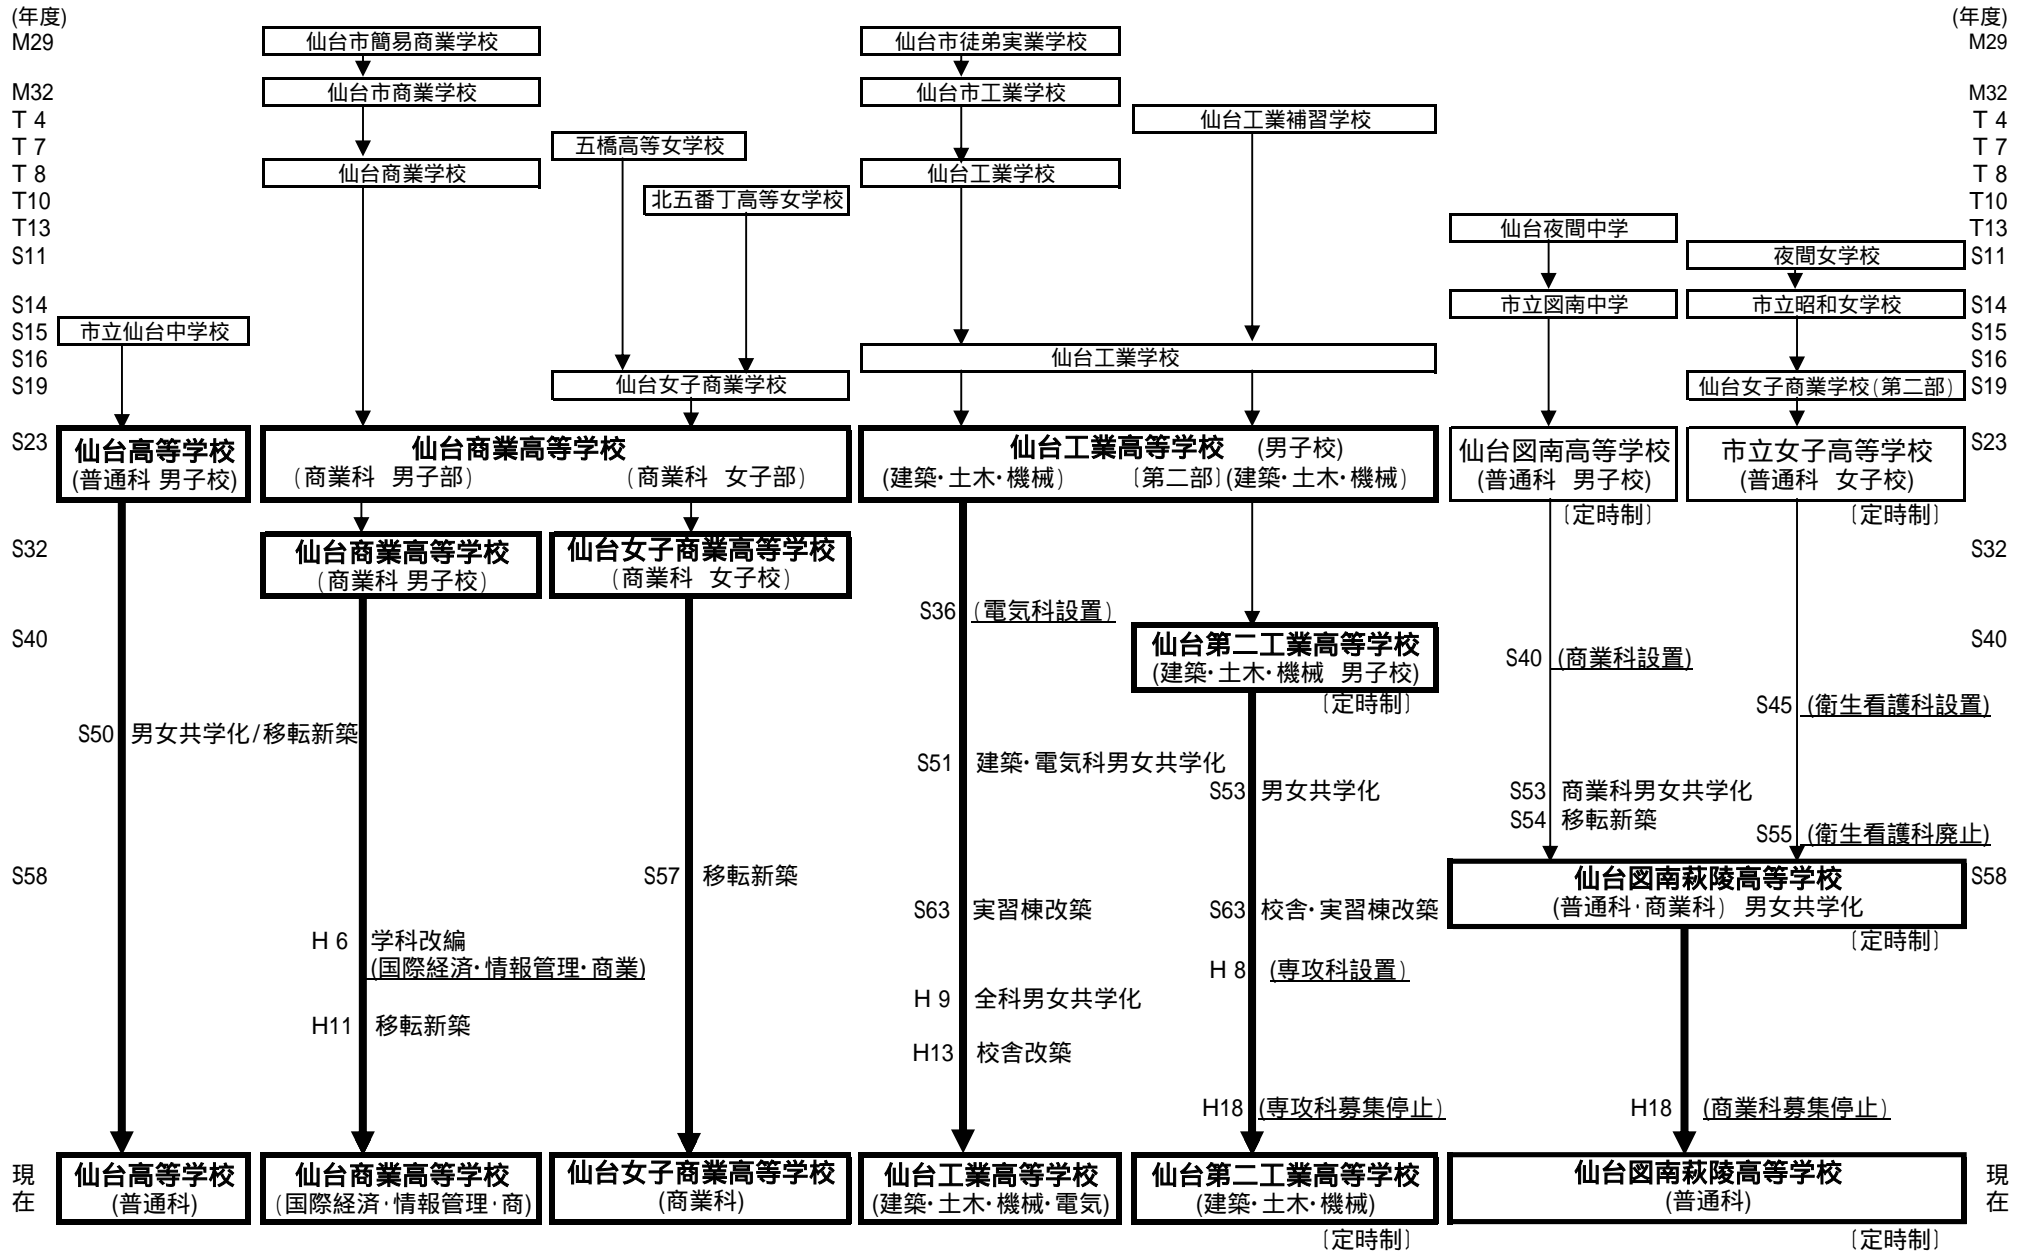 (年度) (年度)
M29 仙台市簡易商業学校 仙台市徒弟実業学校 M29
M32 仙台市商業学校 仙台市工業学校 M32
T 4 仙台工業補習学校 T 4
T 7 五橋高等女学校 T 7
T 8 仙台商業学校 仙台工業学校 T 8
T10 北五番丁高等女学校 T10
T13 仙台夜間中学 T13
S11 夜間女学校 S11
S14 市立図南中学 市立昭和女学校 S14
S15 市立仙台中学校 S15
S16 仙台工業学校 S16
S19 仙台女子商業学校 仙台女子商業学校(第二部) S19
S23 仙台高等学校 仙台商業高等学校 仙台工業高等学校 (男子校) 仙台図南高等学校 市立女子高等学校 S23
(普通科 男子校) (商業科 男子部) (商業科 女子部) (建築・土木・機械) [第二部](建築・土木・機械) (普通科 男子校) (普通科 女子校)
[定時制] [定時制]
S32 仙台商業高等学校 仙台女子商業高等学校 S32
(商業科 男子校) (商業科 女子校)
S36 (電気科設置)
S40 仙台第二工業高等学校 S40
(建築・土木・機械 男子校)
S40 (商業科設置)
[定時制]
S45 (衛生看護科設置)
S50 男女共学化/移転新築
S51 建築・電気科男女共学化
S53 男女共学化 S53 商業科男女共学化
S54 移転新築
S55 (衛生看護科廃止)
S58 S57 移転新築 仙台図南萩陵高等学校 S58
(普通科・商業科) 男女共学化
S63 実習棟改築 S63 校舎・実習棟改築
[定時制]
H 6 学科改編
(国際経済・情報管理・商業)
H 8 (専攻科設置)
H 9 全科男女共学化
H11 移転新築
H13 校舎改築
H18 (専攻科募集停止) H18 (商業科募集停止)
現在 仙台高等学校 仙台商業高等学校 仙台女子商業高等学校 仙台工業高等学校 仙台第二工業高等学校 仙台図南萩陵高等学校 現在
(普通科) (国際経済・情報管理・商) (商業科) (建築・土木・機械・電気) (建築・土木・機械) (普通科)
[定時制] [定時制]